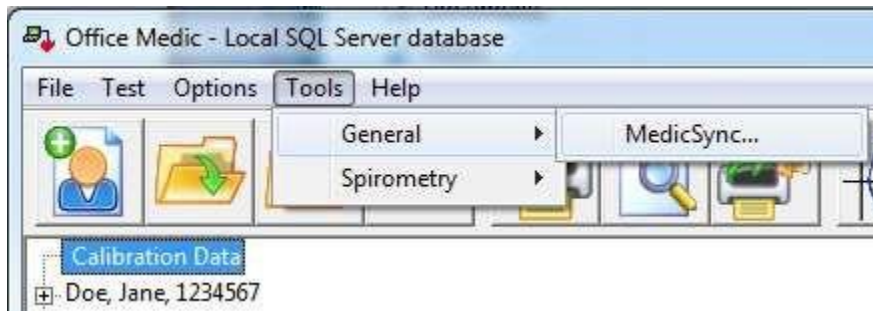 Office Medic - Local SQL Server database
File Test Options Tools Help
General MedicSync...
Spirometry
Calibration Data
Doe, Jane, 1234567